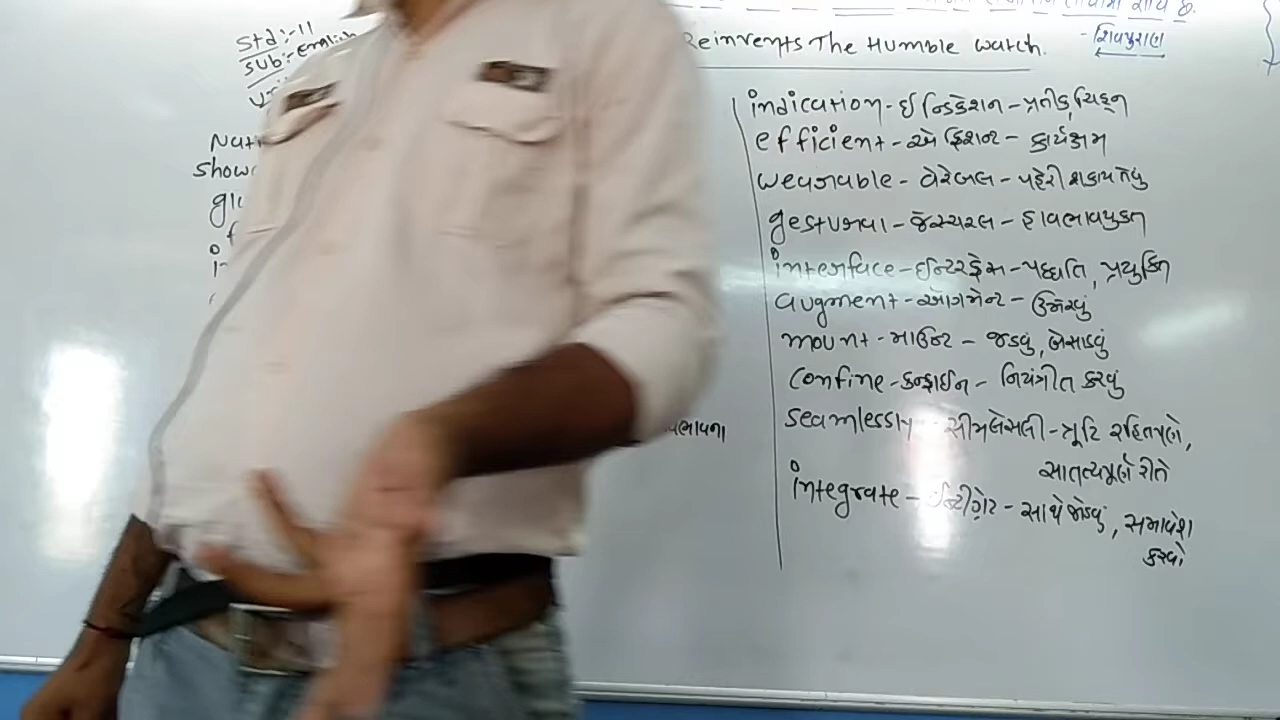 Std:-11
Sub:-English
Reinvents The Humble Watch.
- શિવપુરાણ
Show
indication - ઈન્ડિકેશન - પ્રતીક, ચિહ્ન
efficient - એફિશન્ટ - કાર્યક્ષમ
wearable - વેરેબલ - પહેરી શકાય તેવું
gestural - જેસ્ચરલ - હાવભાવયુક્ત
interface - ઈન્ટરફેસ - પદ્ધતિ, પ્રયુક્તિ
augment - ઑગમેન્ટ - ઉમેરવું
mount - માઉન્ટ - જડવું, બેસાડવું
confine - કન્ફાઈન - નિયંત્રીત કરવું
seamlessly - સીમલેસલી - ત્રૂટિ રહિતપણે,
સાતત્યપૂર્ણ રીતે
integrate - ઈન્ટીગ્રેટ - સાથે જોડવું, સમાવેશ
કરવો